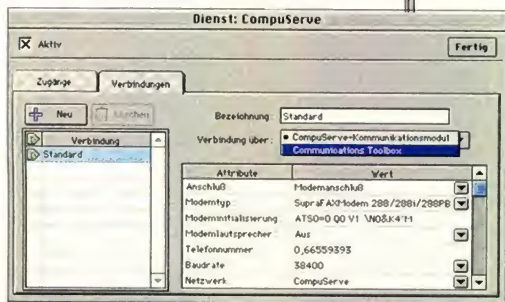 Dienst: CompuServe
Aktiv
Fertig
Zugänge
Verbindungen
Neu
Löschen
Bezeichnung:
Standard
Verbindung über:
• CompuServe-Kommunikationsmodul
Communications Toolbox
Verbindung
Standard
Attribute Wert
Anschluß Modemanschluß
Modemtyp SupraFAXModem 288/288i/288PB
Modeminitialisierung
Modemlautsprecher Aus
Telefonnummer 0,66559393
Baudrate 38400
Netzwerk CompuServe